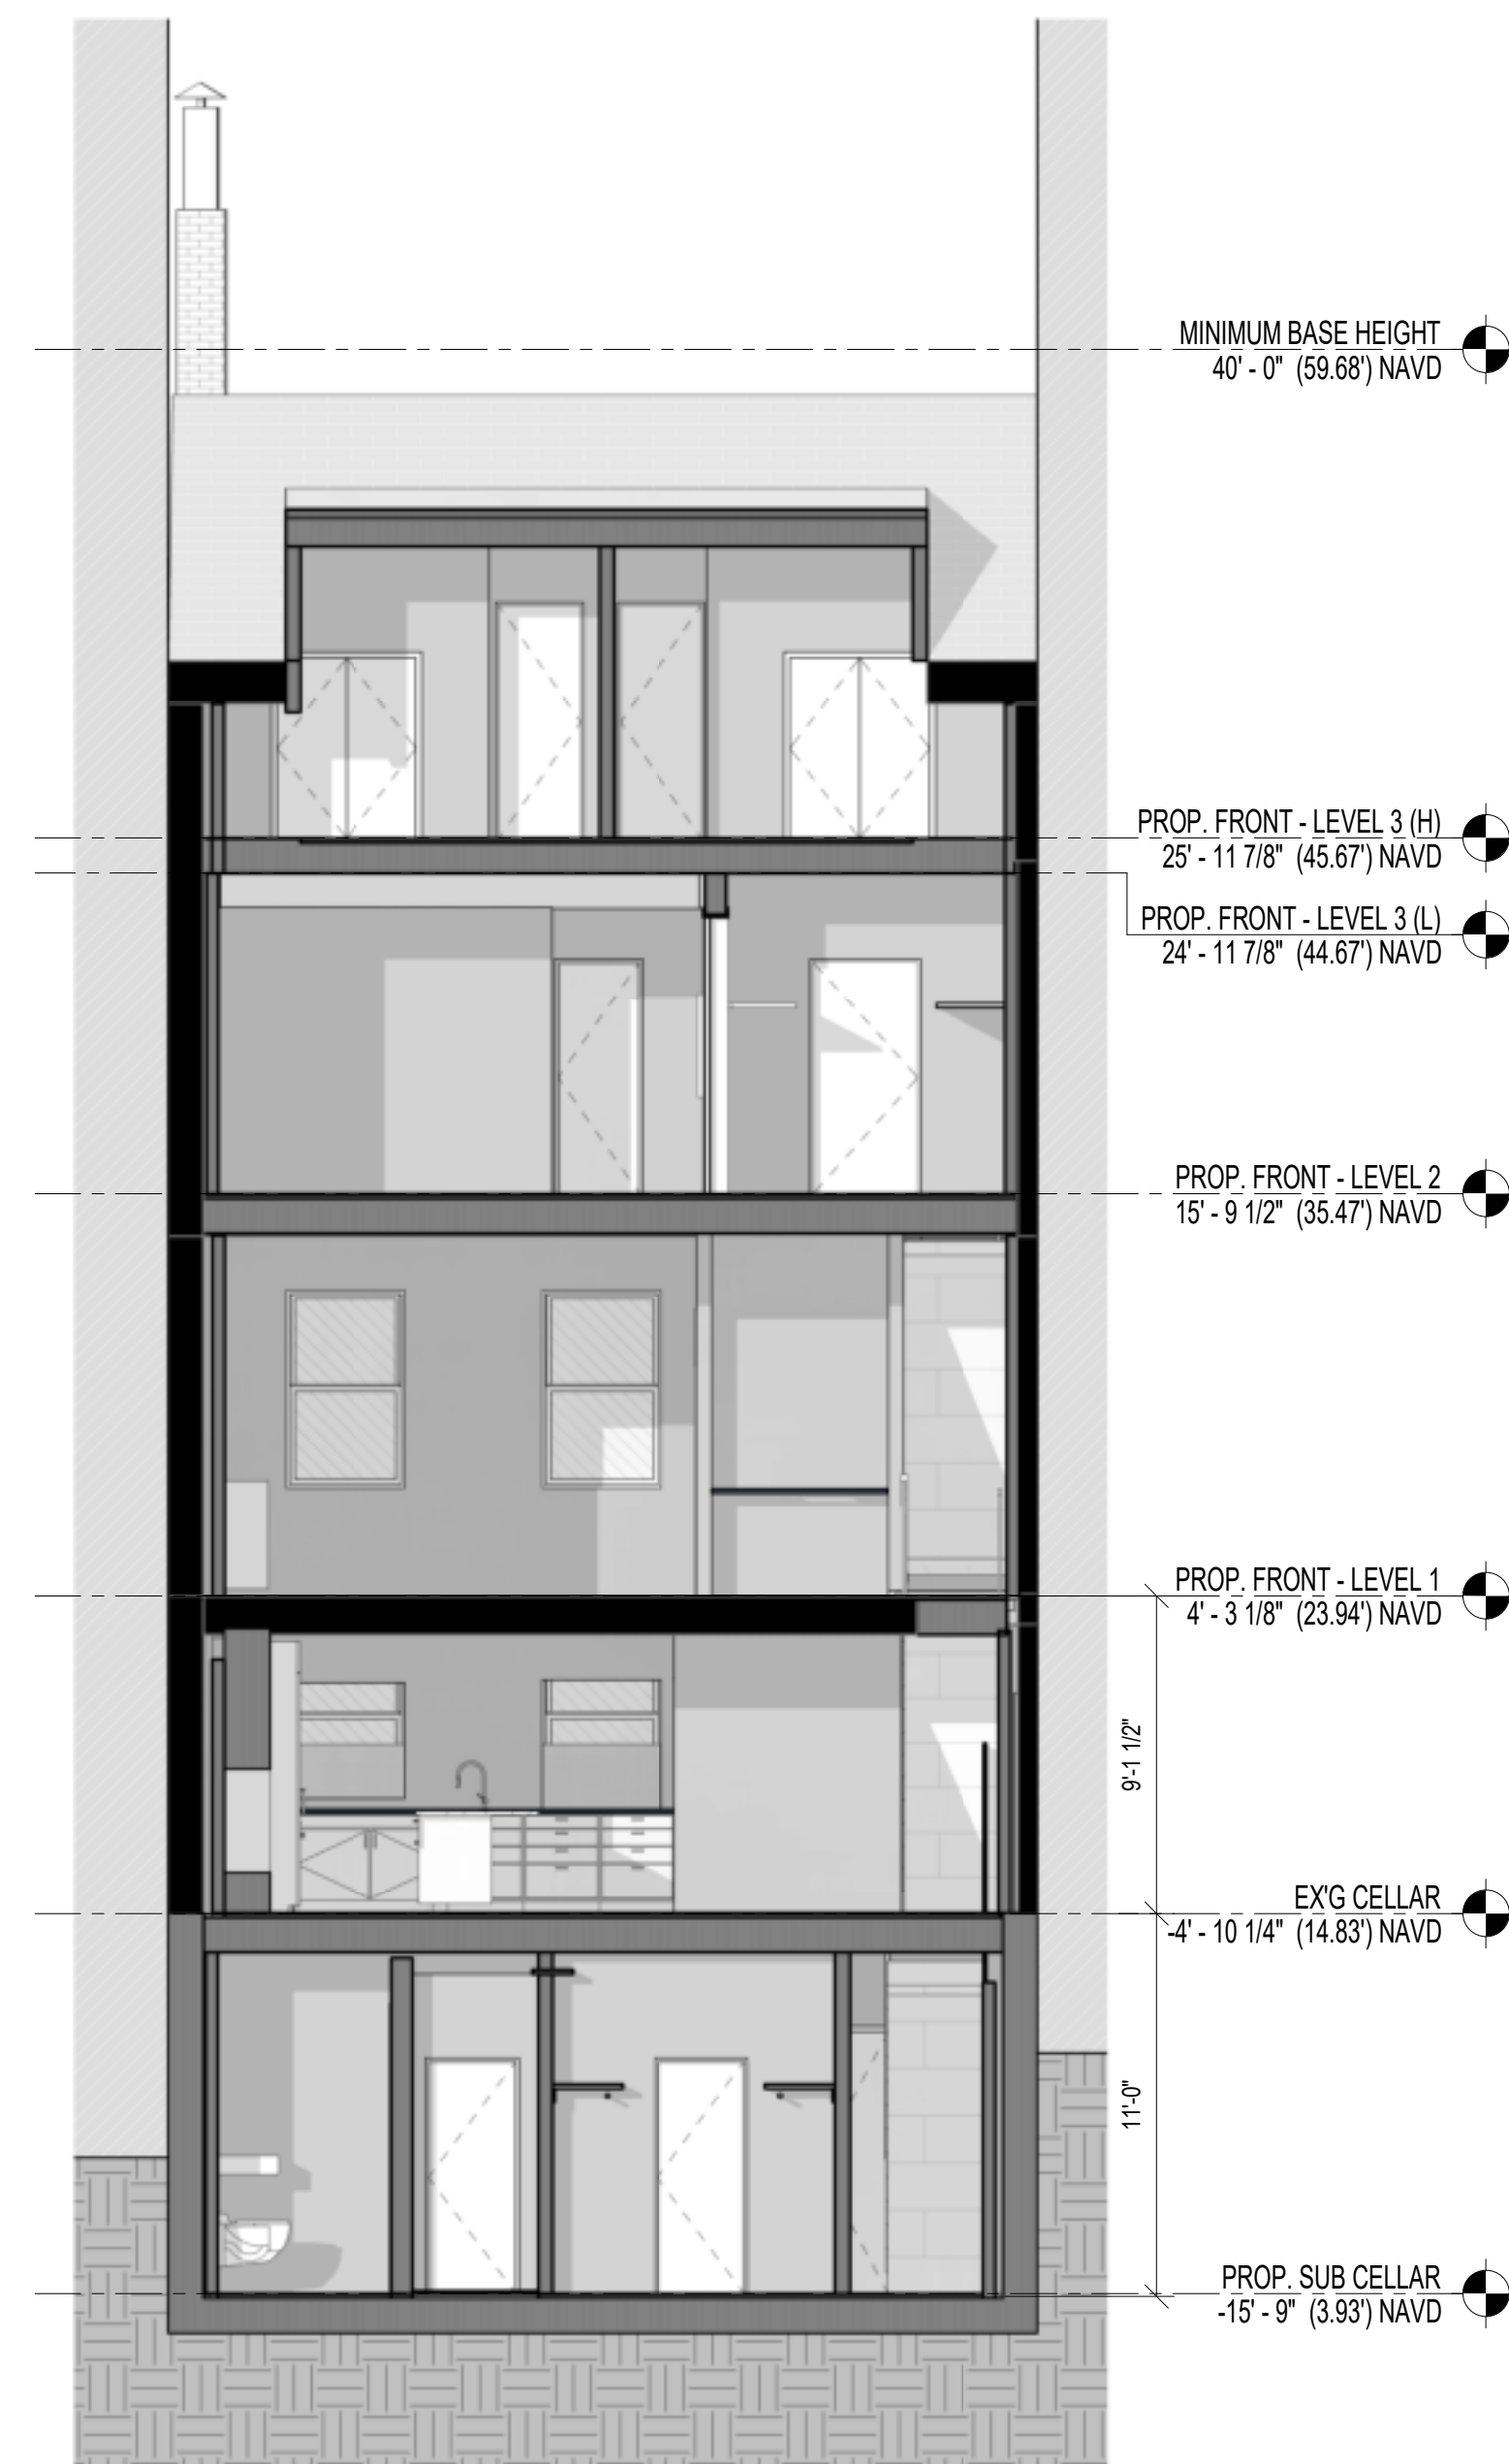 MINIMUM BASE HEIGHT
40' - 0" (59.68') NAVD
PROP. FRONT - LEVEL 3 (H)
25' - 11 7/8" (45.67') NAVD
PROP. FRONT - LEVEL 3 (L)
24' - 11 7/8" (44.67') NAVD
PROP. FRONT - LEVEL 2
15' - 9 1/2" (35.47') NAVD
PROP. FRONT - LEVEL 1
4' - 3 1/8" (23.94') NAVD
9'-1 1/2"
EX'G CELLAR
-4' - 10 1/4" (14.83') NAVD
11'-0"
PROP. SUB CELLAR
-15' - 9" (3.93') NAVD